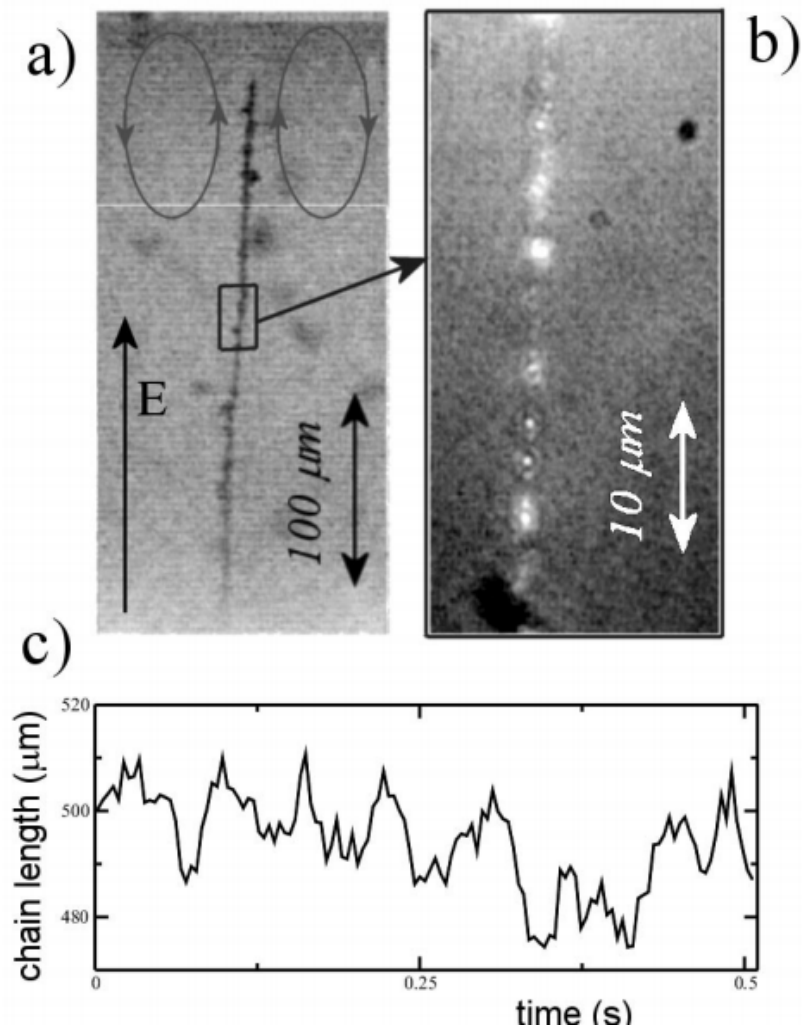 a)
b)
E
100 μm
10 μm
c)
chain length (μm)
520
500
480
0
0.25
0.5
time (s)